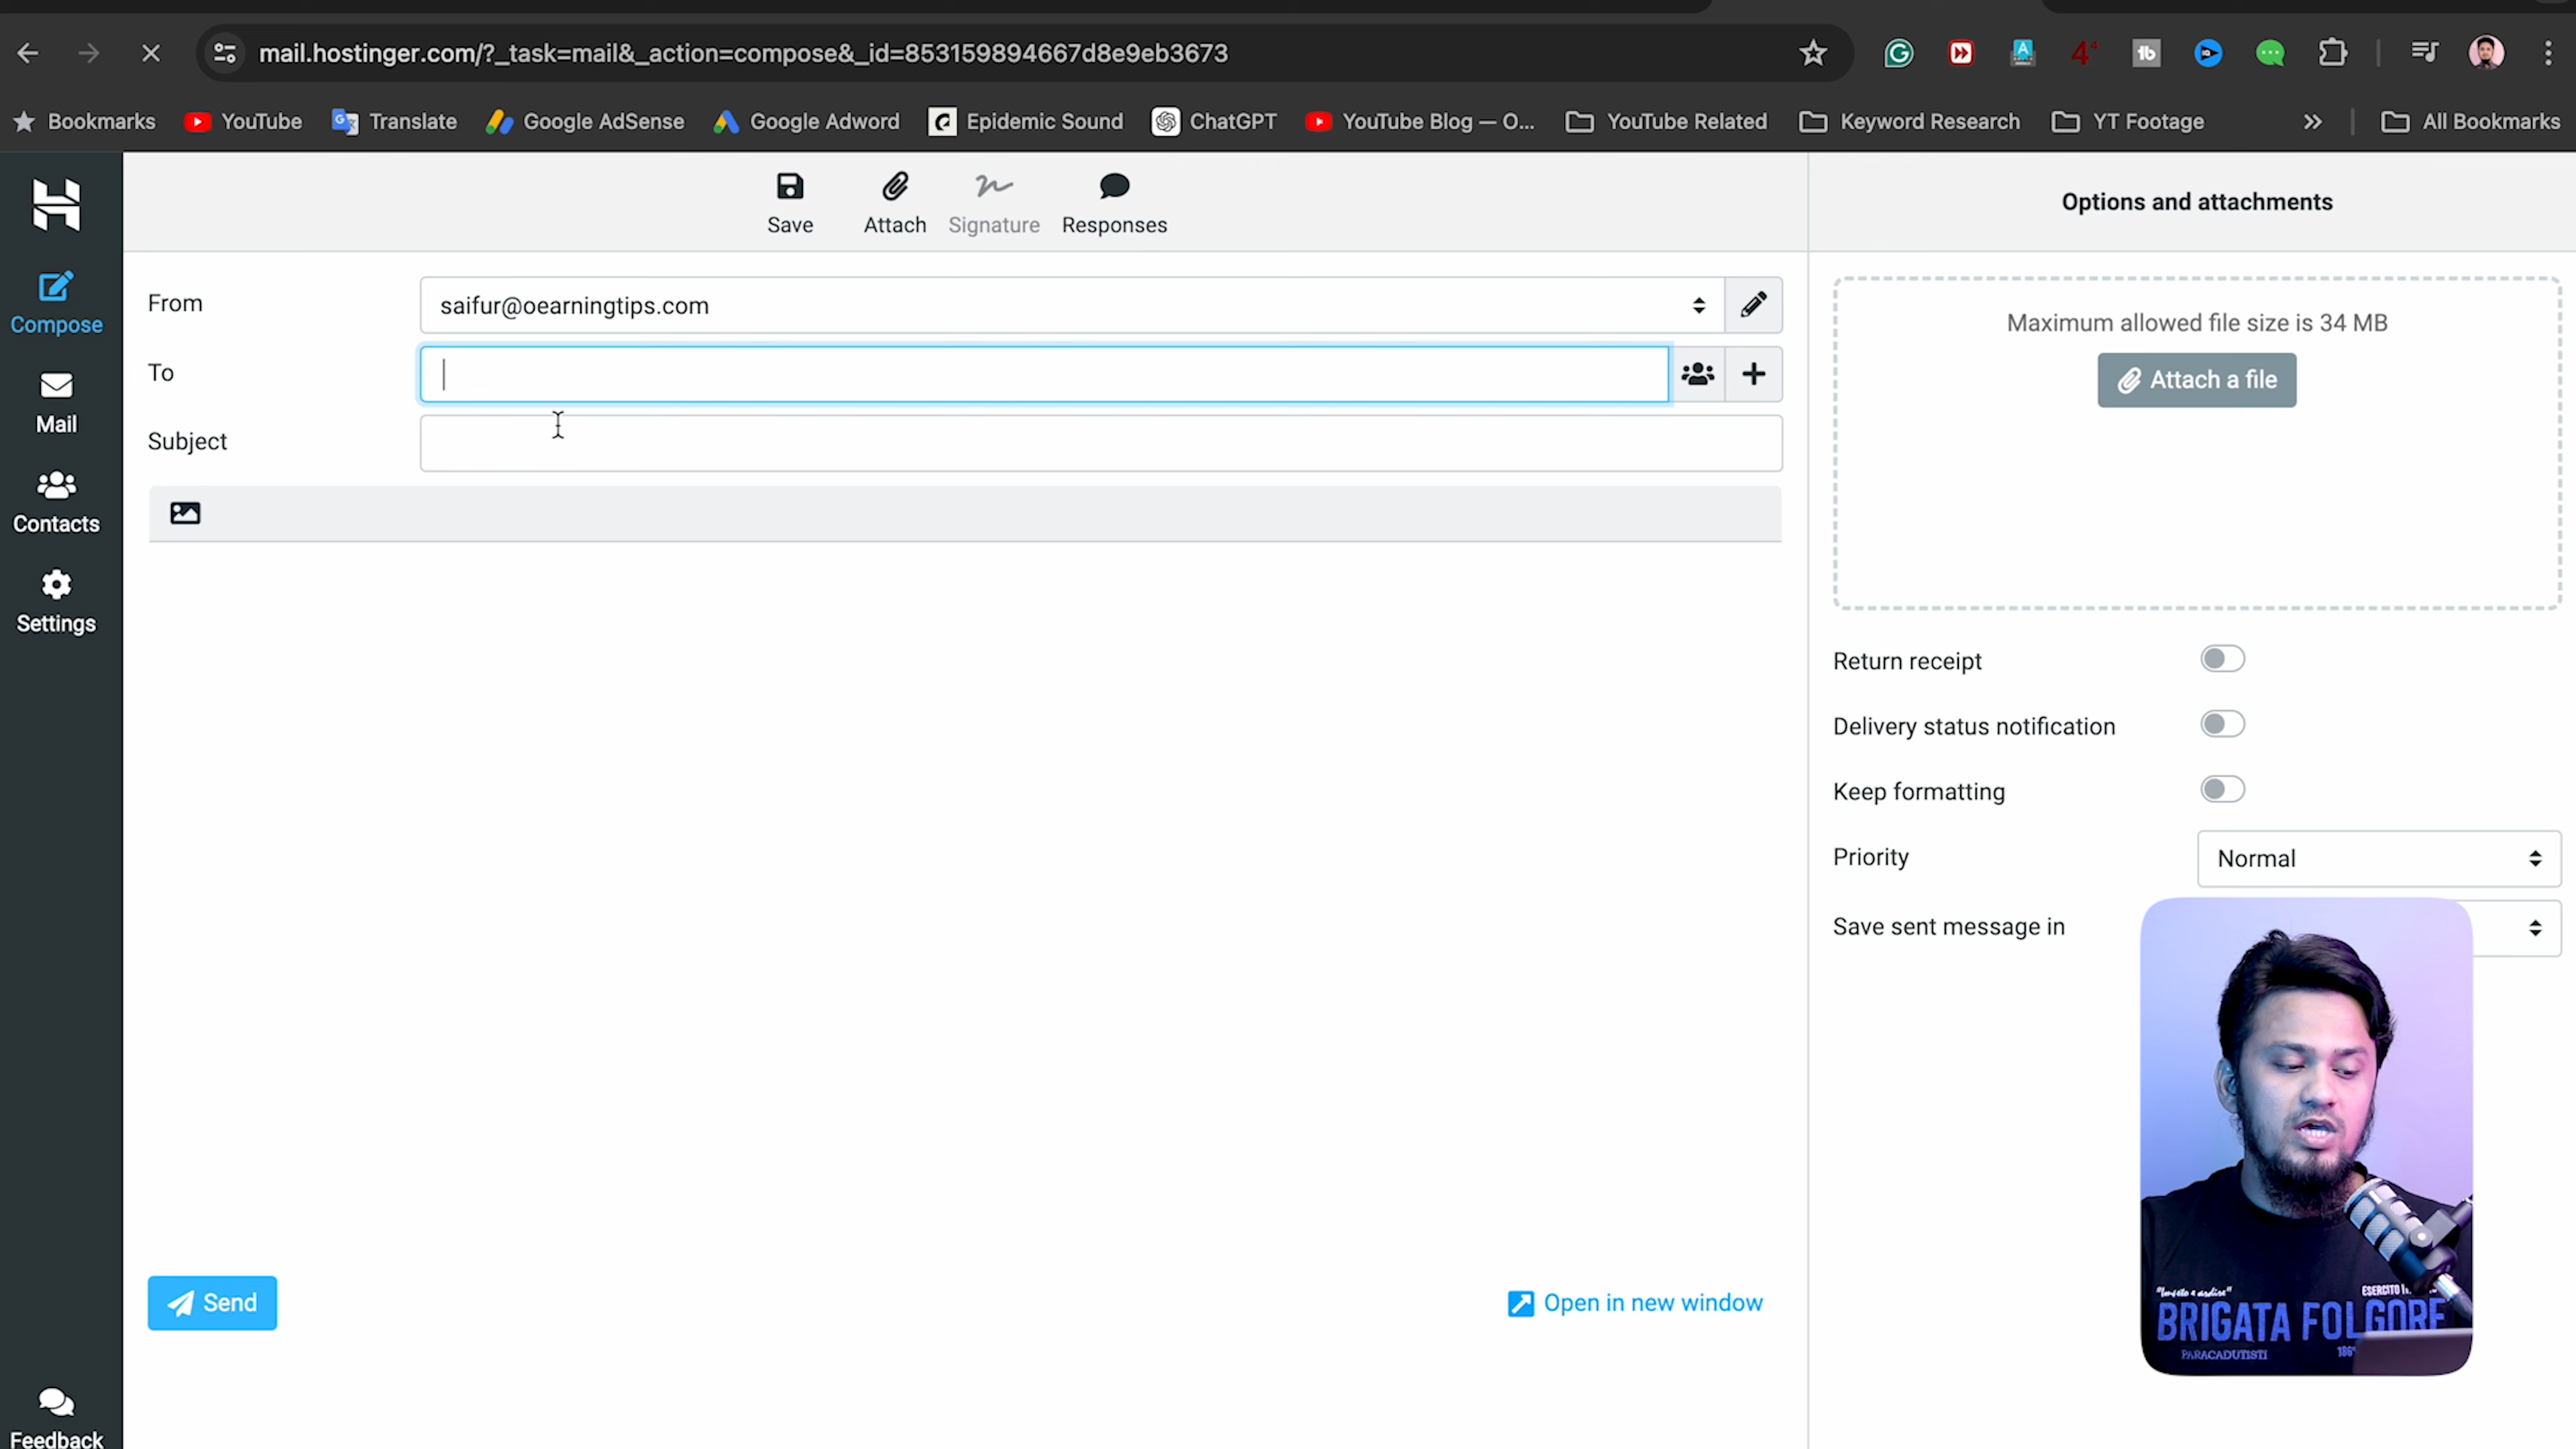 mail.hostinger.com/?_task=mail&_action=compose&_id=853159894667d8e9eb3673
Bookmarks YouTube Translate Google AdSense Google Adword Epidemic Sound ChatGPT YouTube Blog — O... YouTube Related Keyword Research YT Footage » All Bookmarks
Save Attach Signature Responses
Options and attachments
Compose
Mail
Contacts
Settings
Feedback
From saifur@oearningtips.com
To
Subject
Maximum allowed file size is 34 MB
Attach a file
Return receipt
Delivery status notification
Keep formatting
Priority Normal
Save sent message in
Send
Open in new window
BRIGATA FOLGORE
PARACADUTISTI